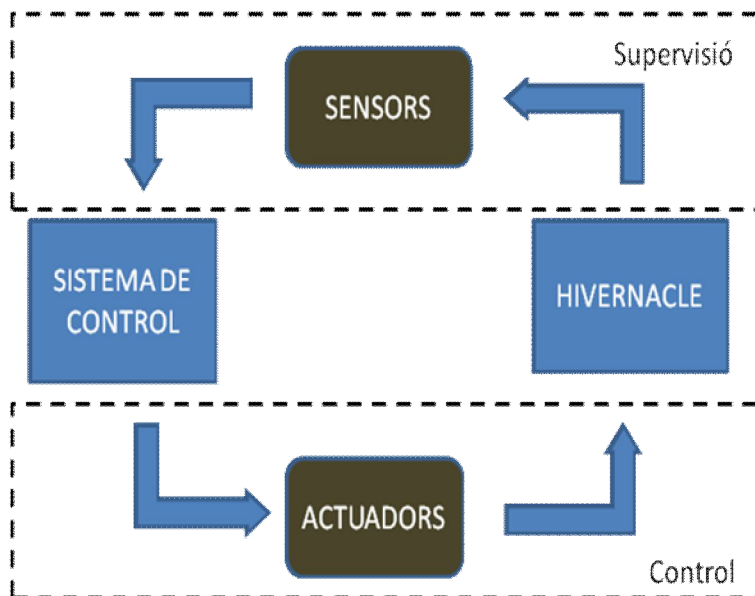 Supervisió
SENSORS
SISTEMA DE
CONTROL
HIVERNACLE
ACTUADORS
Control